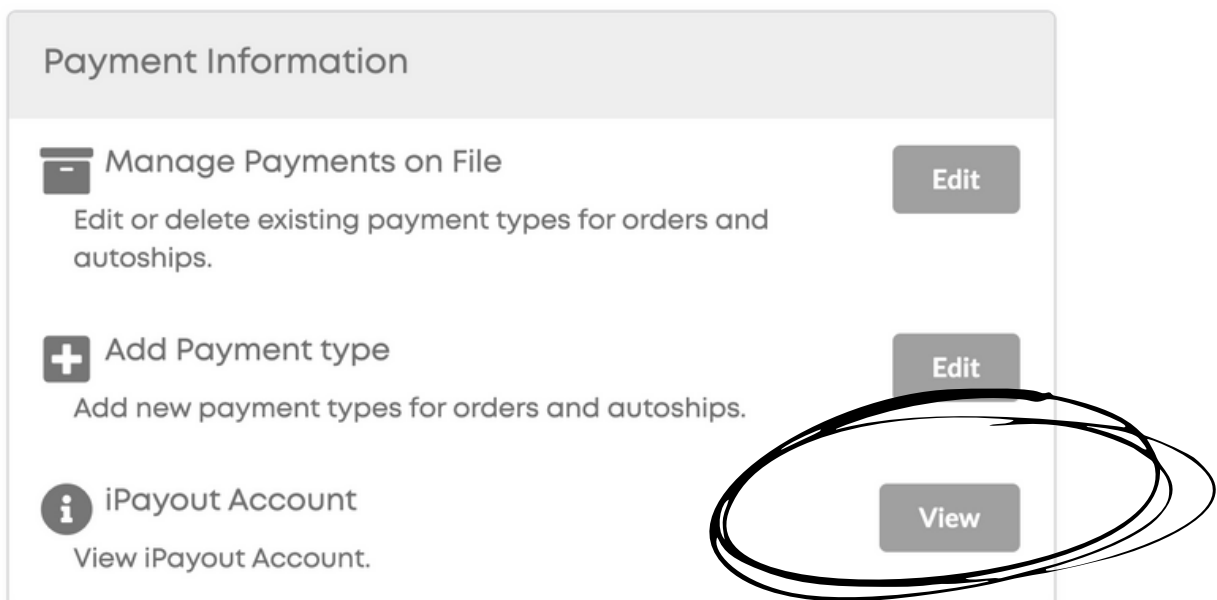 Payment Information
Manage Payments on File
Edit
Edit or delete existing payment types for orders and
autoships.
Add Payment type
Edit
Add new payment types for orders and autoships.
iPayout Account
View
View iPayout Account.